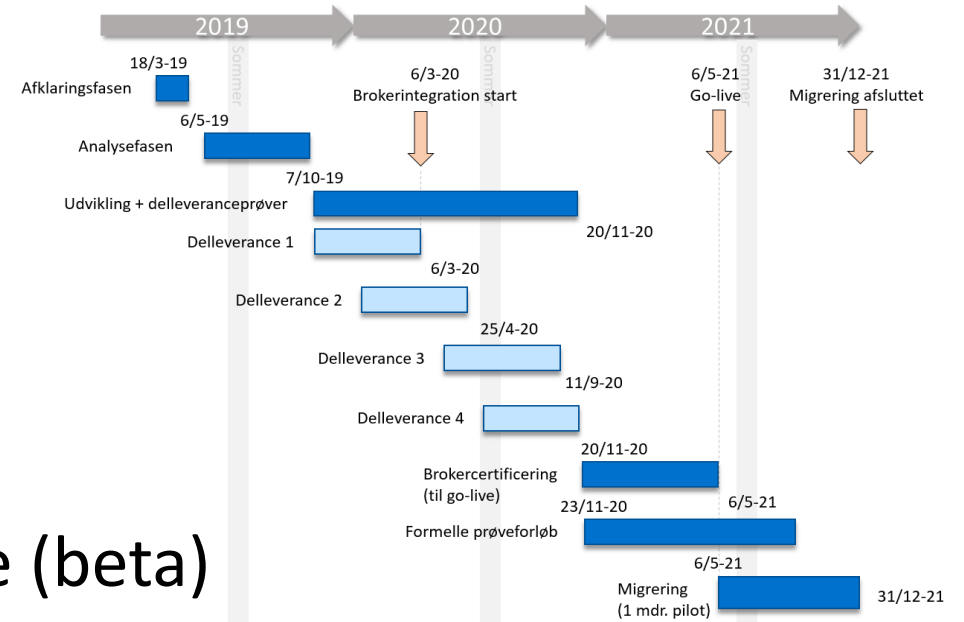 2019
2020
2021
Sommer
Sommer
Sommer
18/3-19
Afklaringsfasen
6/3-20
Brokerintegration start
6/5-21
Go-live
31/12-21
Migrering afsluttet
6/5-19
Analysefasen
7/10-19
Udvikling + delleveranceprøver
20/11-20
Delleverance 1
6/3-20
Delleverance 2
25/4-20
Delleverance 3
11/9-20
Delleverance 4
20/11-20
Brokercertificering
(til go-live)
6/5-21
23/11-20
Formelle prøveforløb
e (beta)
6/5-21
Migrering
(1 mdr. pilot)
31/12-21